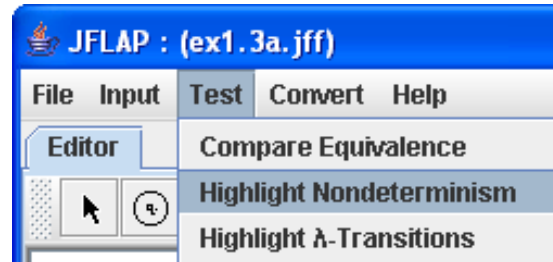 JFLAP : (ex1.3a.jff)
File Input Test Convert Help
Editor
Compare Equivalence
q
Highlight Nondeterminism
Highlight λ-Transitions